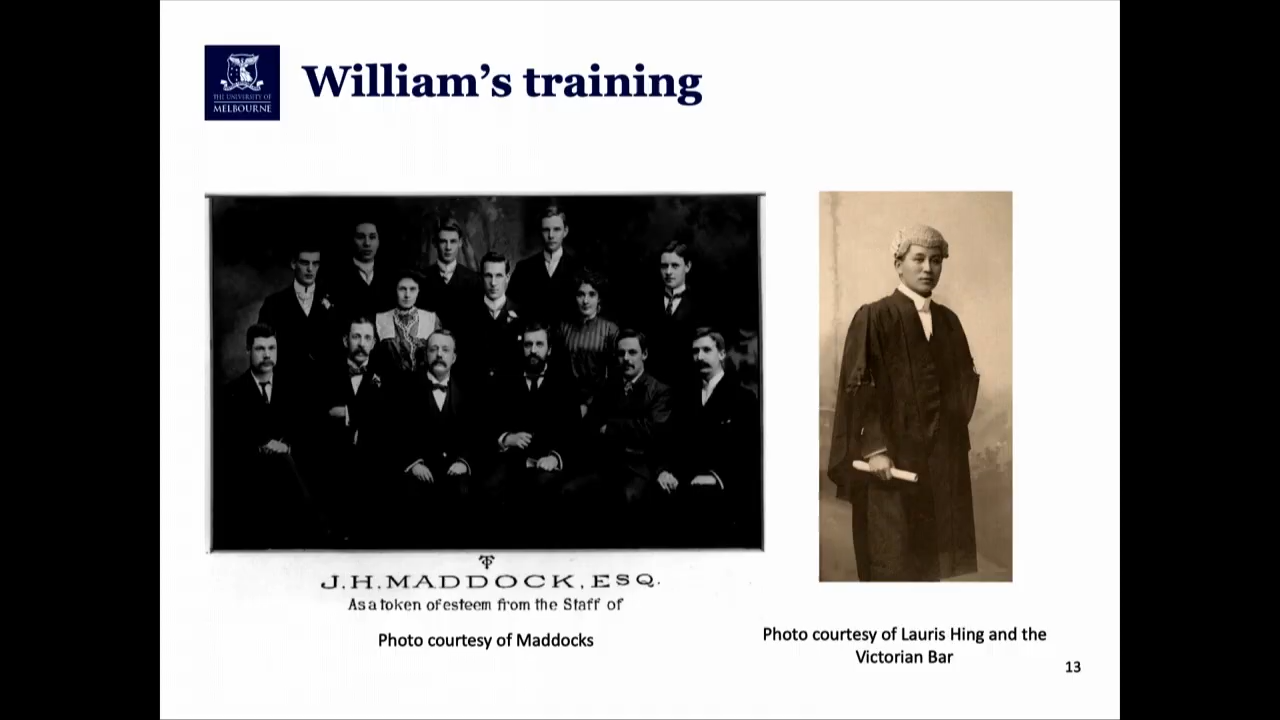 THE UNIVERSITY OF
MELBOURNE
William’s training
J.H.MADDOCK, ESQ.
As a token of esteem from the Staff of
Photo courtesy of Maddocks
Photo courtesy of Lauris Hing and the
Victorian Bar
13